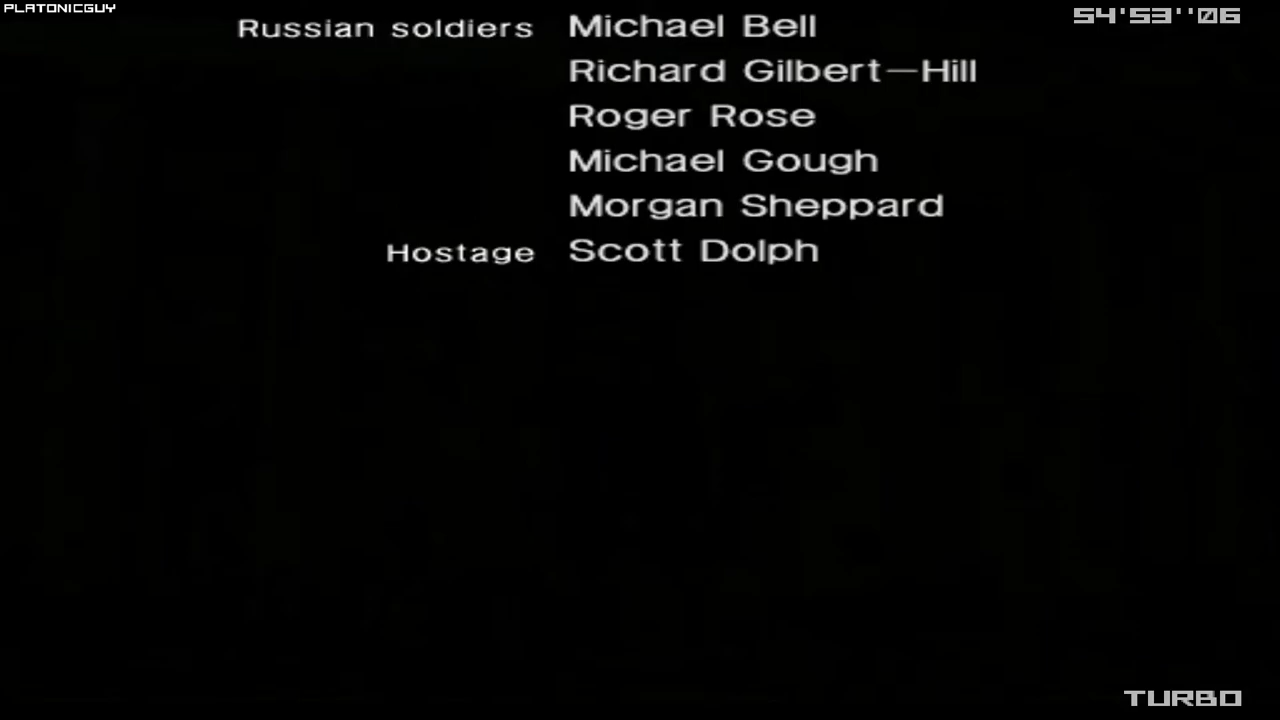 PLATONICGUY
54'53''06
Russian soldiers Michael Bell
Richard Gilbert-Hill
Roger Rose
Michael Gough
Morgan Sheppard
Hostage Scott Dolph
TURBO